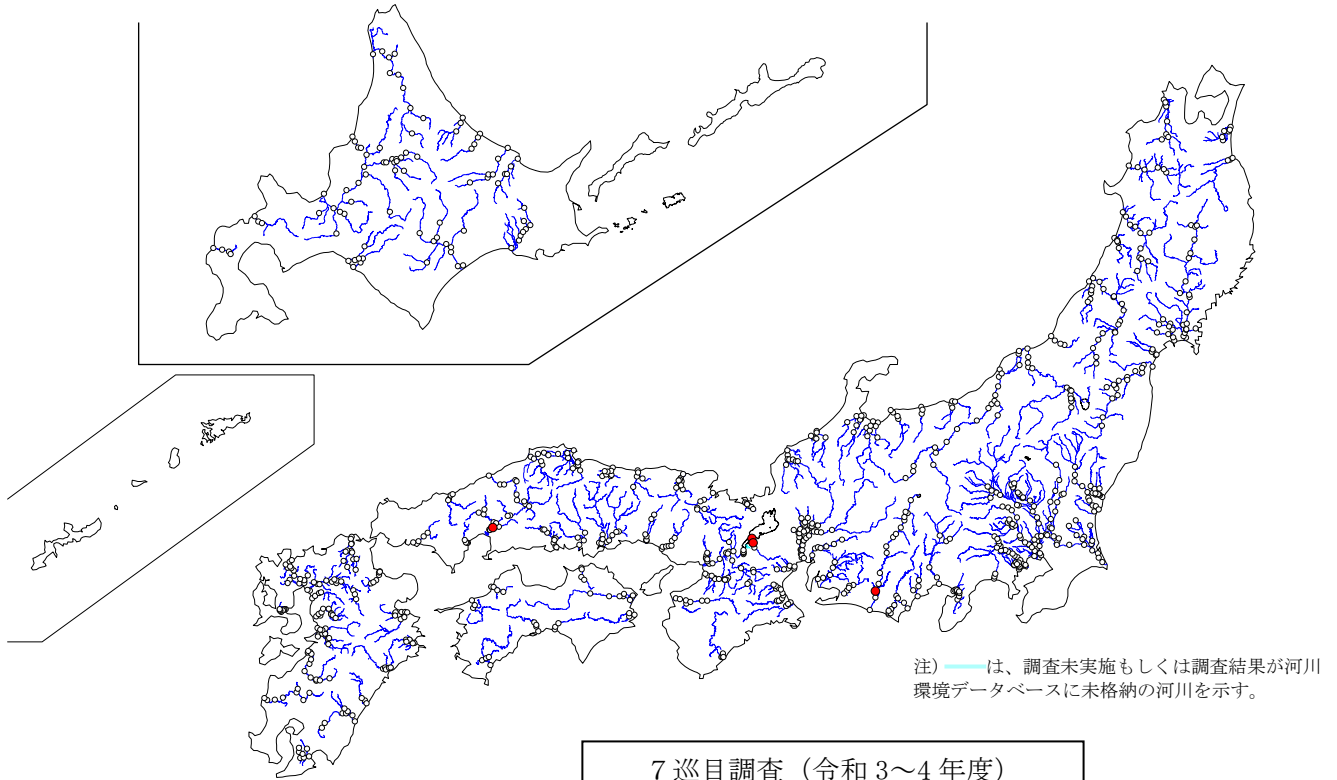 注) は、調査未実施もしくは調査結果が河川
環境データベースに未格納の河川を示す。
7 巡目調査（令和 3～4 年度）